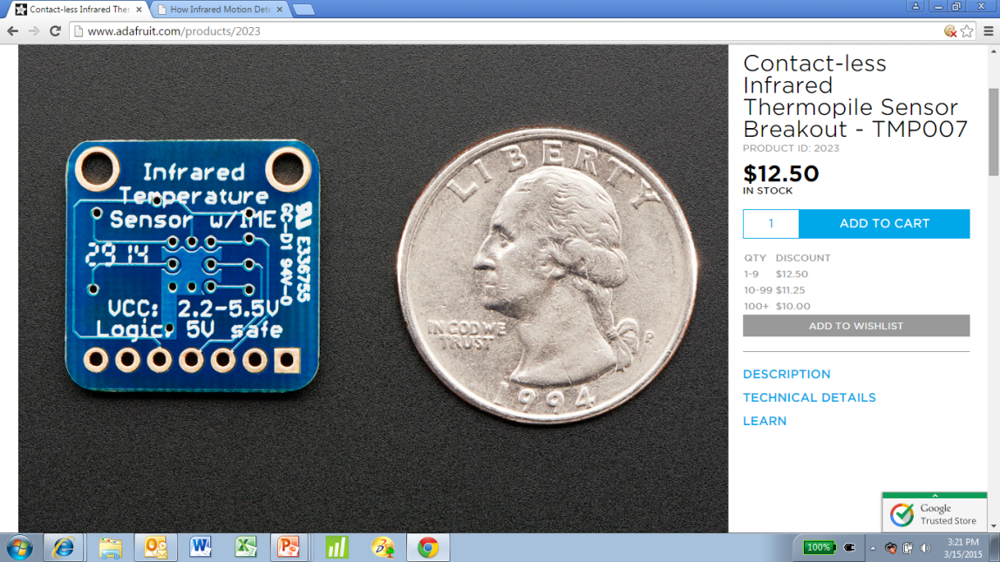 Contact-less Infrared Ther
How Infrared Motion Dete
www.adafruit.com/products/2023
Infrared
Temperature
Sensor w/IME
2914
QC-D1 94V-0
E336755
VCC: 2.2-5.5V
Logic: 5V safe
LIBERTY
IN GOD WE
TRUST
P
1994
Contact-less
Infrared
Thermopile Sensor
Breakout - TMP007
PRODUCT ID: 2023
$12.50
IN STOCK
1
ADD TO CART
QTY DISCOUNT
1-9 $12.50
10-99 $11.25
100+ $10.00
ADD TO WISHLIST
DESCRIPTION
TECHNICAL DETAILS
LEARN
Google
Trusted Store
100%
3:21 PM
3/15/2015